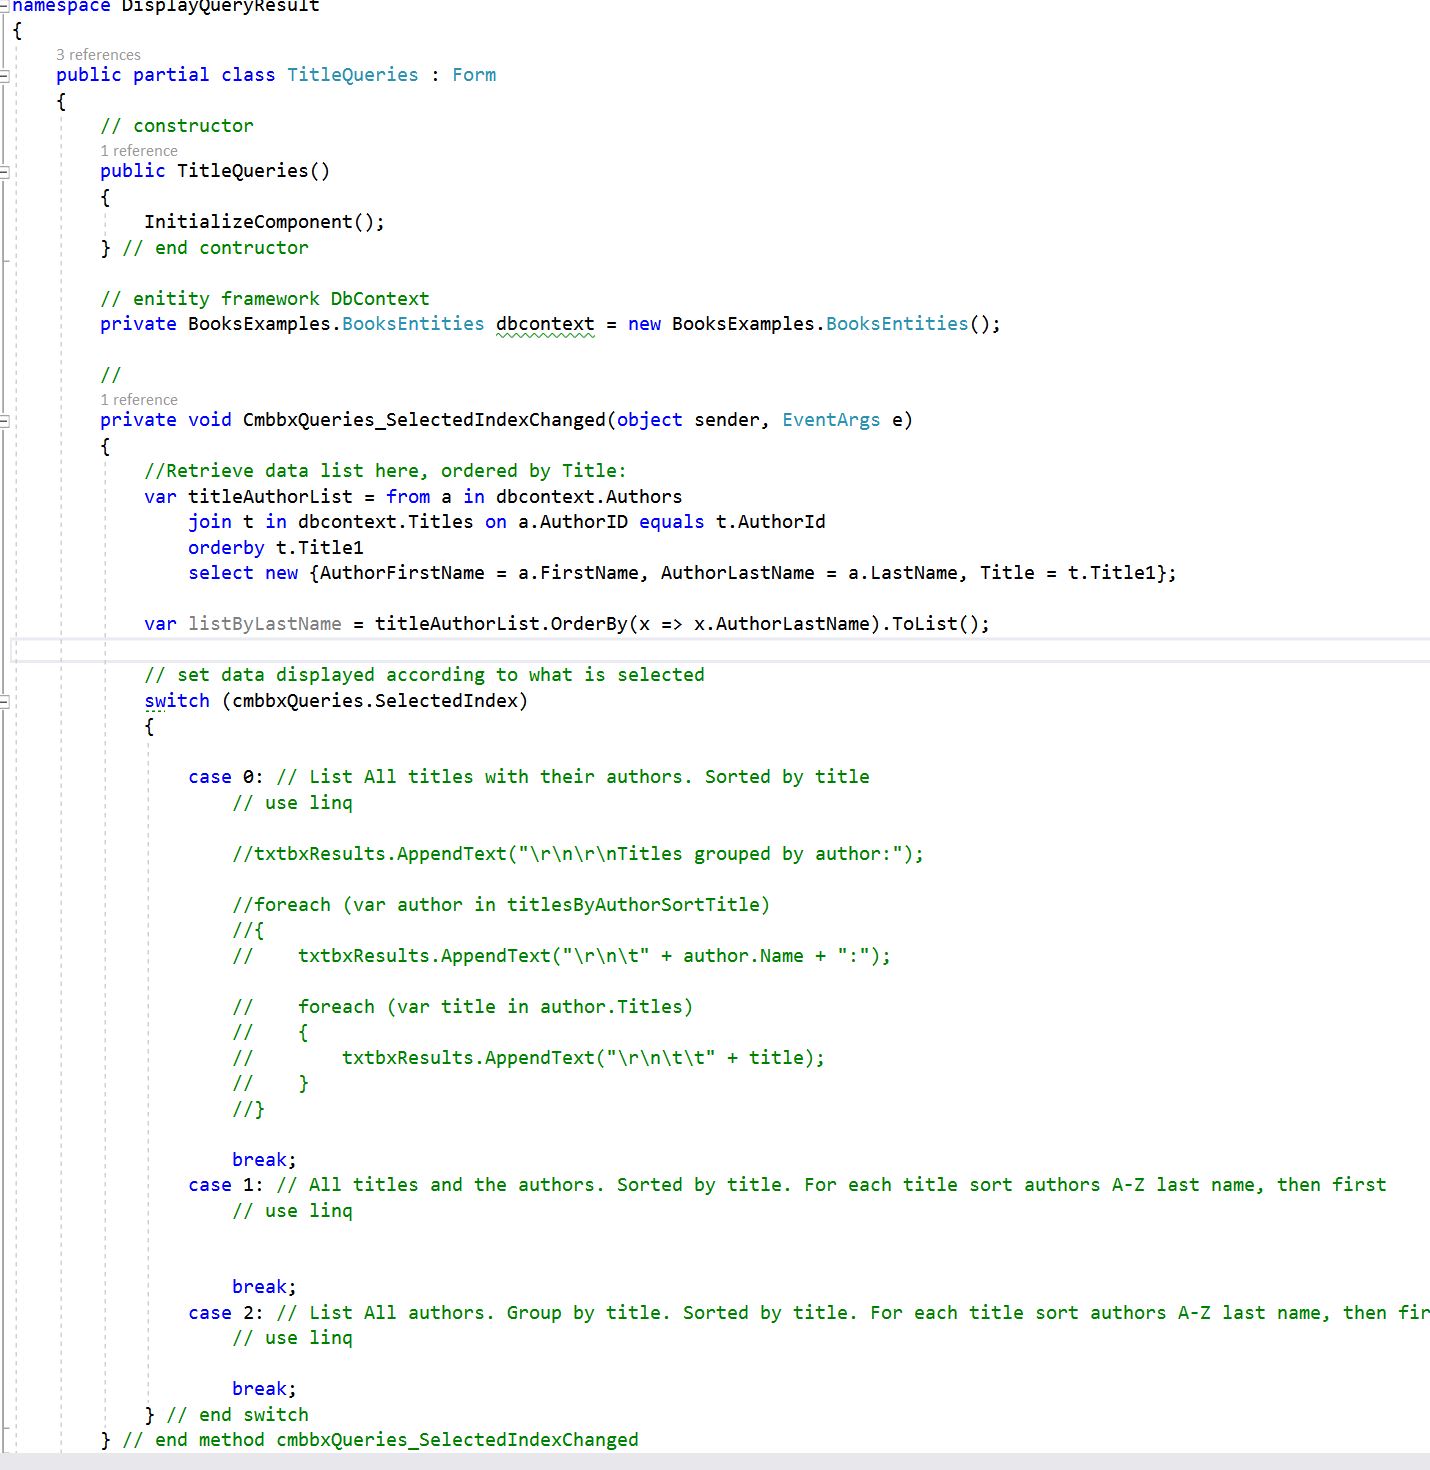 namespace DisplayQueryResult
{
3 references
public partial class TitleQueries : Form
{
// constructor
1 reference
public TitleQueries()
{
InitializeComponent();
} // end contructor
// enitity framework DbContext
private BooksExamples.BooksEntities dbcontext = new BooksExamples.BooksEntities();
//
1 reference
private void CmbbxQueries_SelectedIndexChanged(object sender, EventArgs e)
{
//Retrieve data list here, ordered by Title:
var titleAuthorList = from a in dbcontext.Authors
join t in dbcontext.Titles on a.AuthorID equals t.AuthorId
orderby t.Title1
select new {AuthorFirstName = a.FirstName, AuthorLastName = a.LastName, Title = t.Title1};
var listByLastName = titleAuthorList.OrderBy(x => x.AuthorLastName).ToList();
// set data displayed according to what is selected
switch (cmbbxQueries.SelectedIndex)
{
case 0: // List All titles with their authors. Sorted by title
// use linq
//txtbxResults.AppendText("\r\n\r\nTitles grouped by author:");
//foreach (var author in titlesByAuthorSortTitle)
//{
//    txtbxResults.AppendText("\r\n\t" + author.Name + ":");
//    foreach (var title in author.Titles)
//    {
//        txtbxResults.AppendText("\r\n\t\t" + title);
//    }
//}
break;
case 1: // All titles and the authors. Sorted by title. For each title sort authors A-Z last name, then first
// use linq
break;
case 2: // List All authors. Group by title. Sorted by title. For each title sort authors A-Z last name, then fir
// use linq
break;
} // end switch
} // end method cmbbxQueries_SelectedIndexChanged